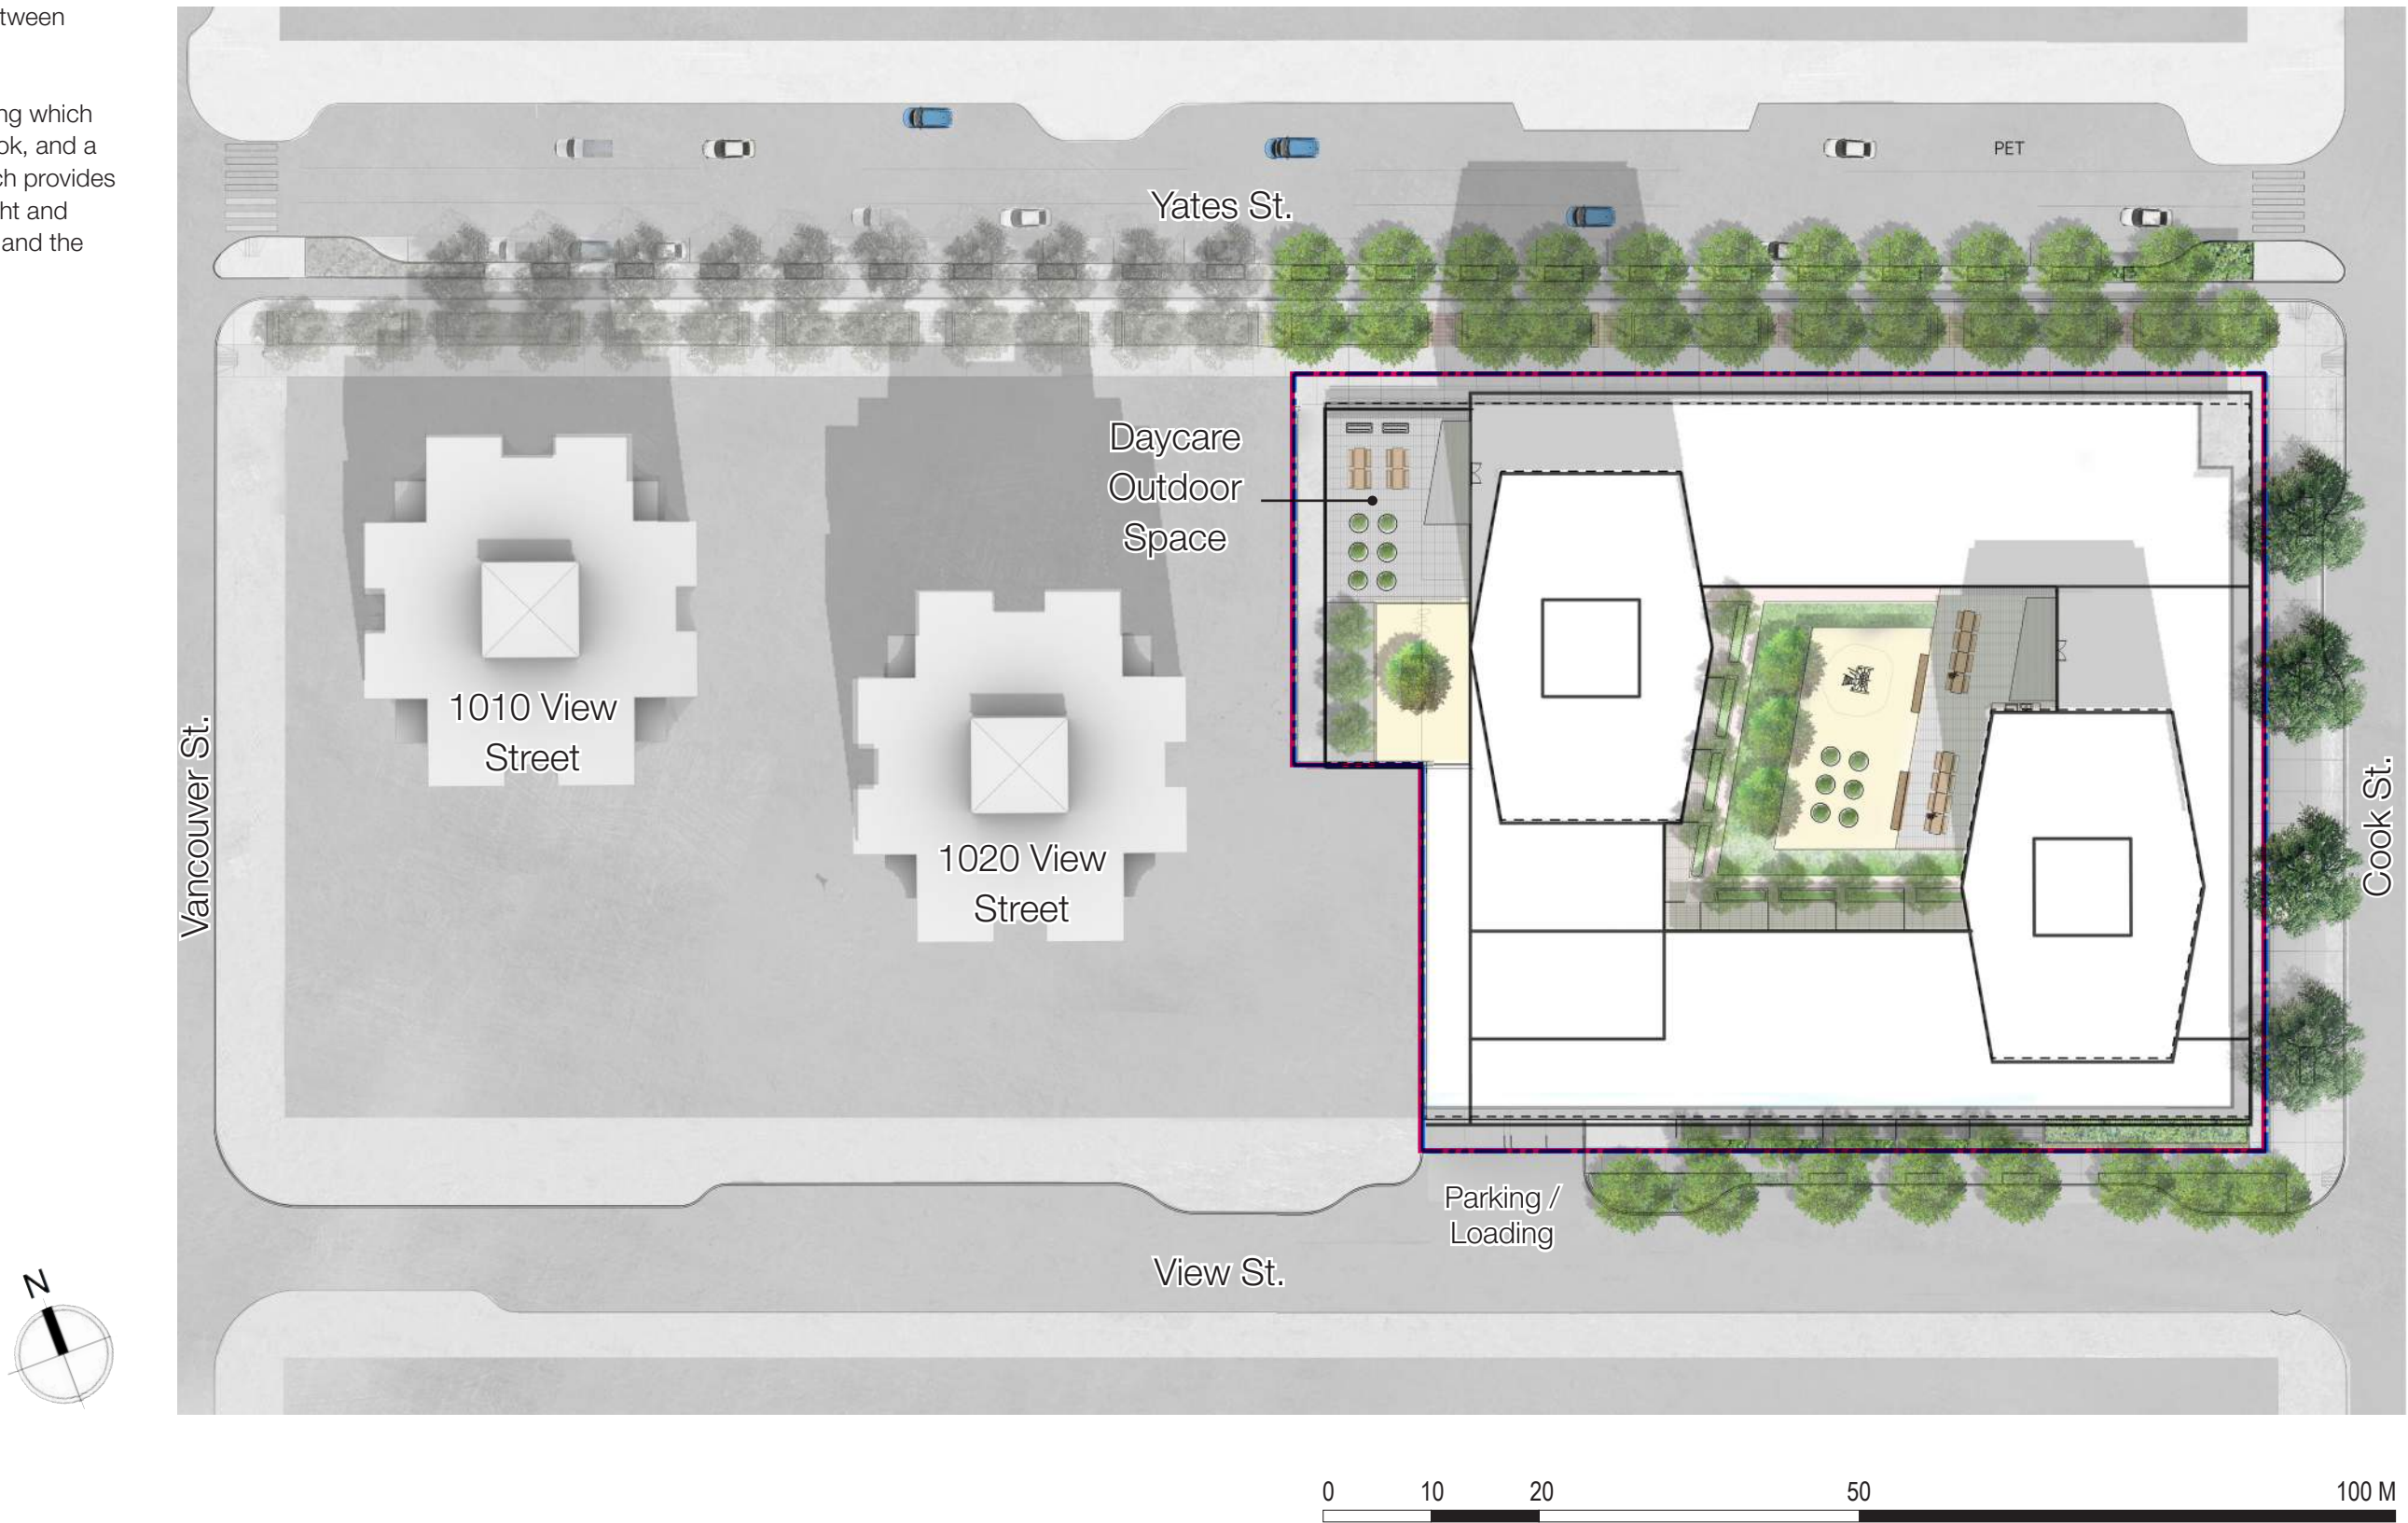 tween
ng which
ok, and a
ch provides
ht and
and the
PET
Yates St.
Daycare
Outdoor
Space
1010 View
Street
1020 View
Street
Vancouver St.
Cook St.
Parking /
Loading
View St.
N
0 10 20 50 100 M